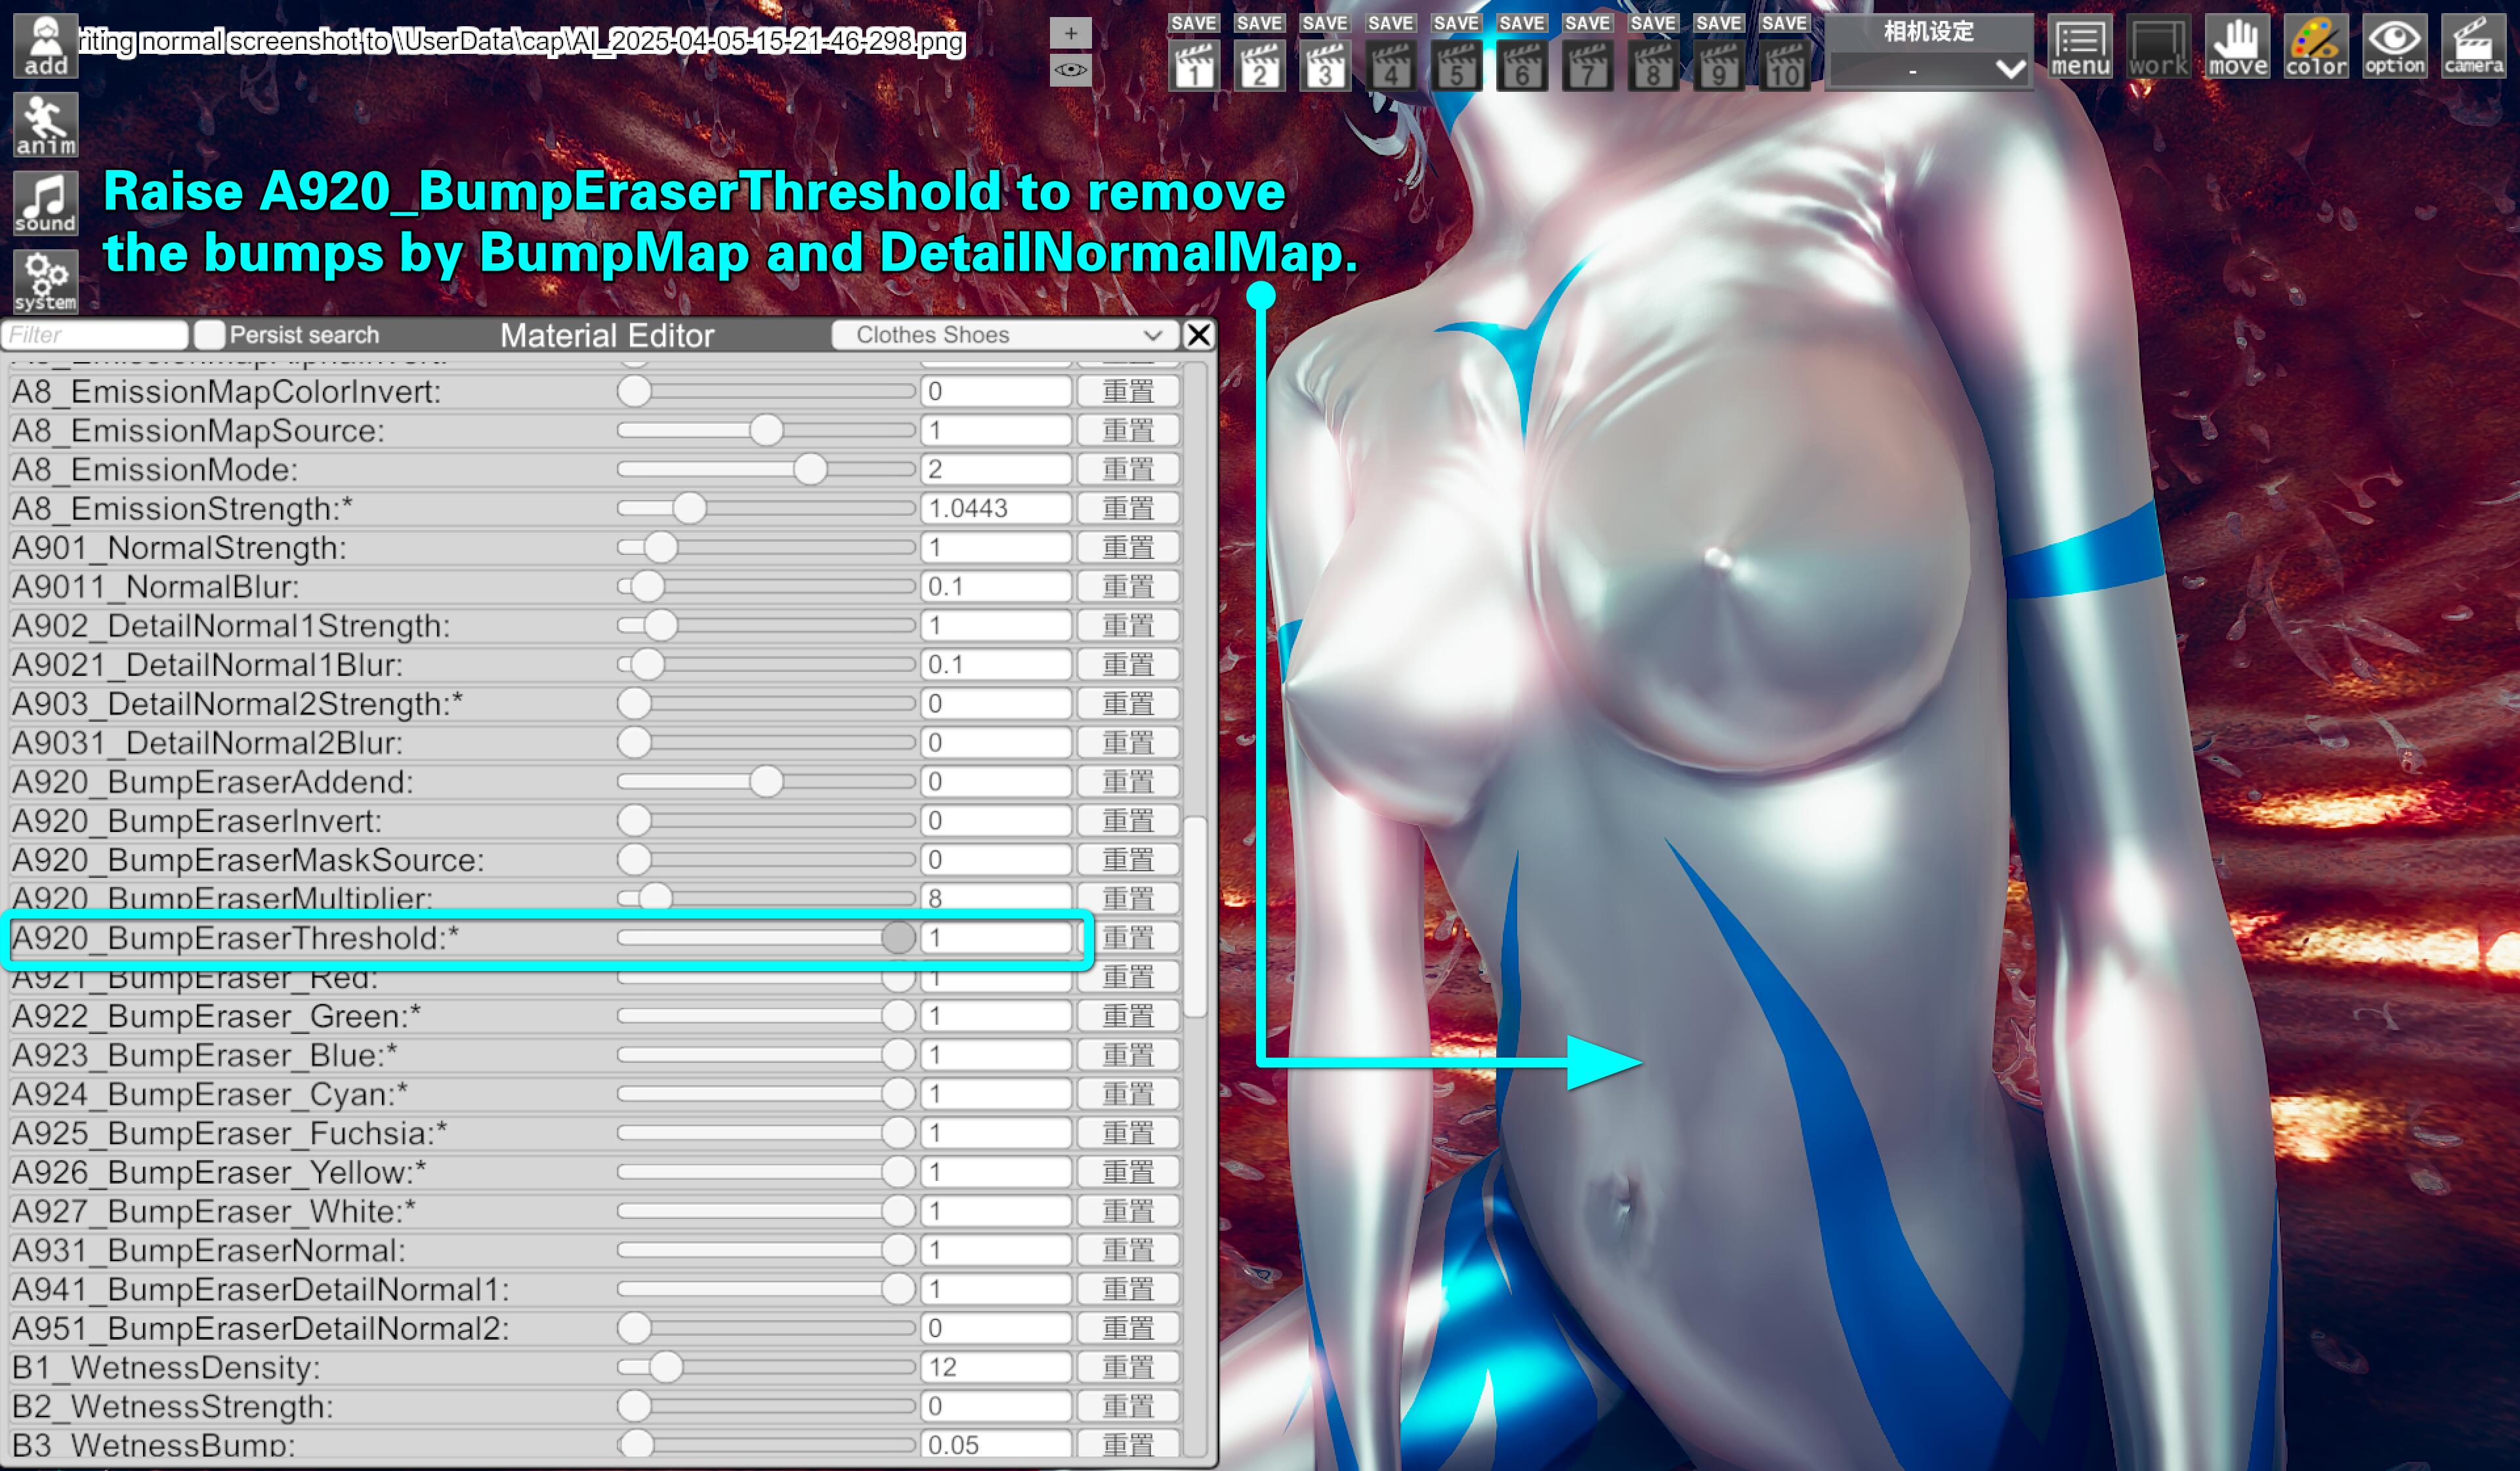 riting normal screenshot to \UserData\cap\AI_2025-04-05-15-21-46-298.png
add
anim
sound
system
+
SAVE SAVE SAVE SAVE SAVE SAVE SAVE SAVE SAVE SAVE
1 2 3 4 5 6 7 8 9 10
相机设定
-
menu work move color option camera
Raise A920_BumpEraserThreshold to remove
the bumps by BumpMap and DetailNormalMap.
Filter Persist search Material Editor Clothes Shoes X
A8_EmissionMapColorInvert: 0 重置
A8_EmissionMapSource: 1 重置
A8_EmissionMode: 2 重置
A8_EmissionStrength:* 1.0443 重置
A901_NormalStrength: 1 重置
A9011_NormalBlur: 0.1 重置
A902_DetailNormal1Strength: 1 重置
A9021_DetailNormal1Blur: 0.1 重置
A903_DetailNormal2Strength:* 0 重置
A9031_DetailNormal2Blur: 0 重置
A920_BumpEraserAddend: 0 重置
A920_BumpEraserInvert: 0 重置
A920_BumpEraserMaskSource: 0 重置
A920_BumpEraserMultiplier: 8 重置
A920_BumpEraserThreshold:* 1 重置
A921_BumpEraser_Red: 1 重置
A922_BumpEraser_Green:* 1 重置
A923_BumpEraser_Blue:* 1 重置
A924_BumpEraser_Cyan:* 1 重置
A925_BumpEraser_Fuchsia:* 1 重置
A926_BumpEraser_Yellow:* 1 重置
A927_BumpEraser_White:* 1 重置
A931_BumpEraserNormal: 1 重置
A941_BumpEraserDetailNormal1: 1 重置
A951_BumpEraserDetailNormal2: 0 重置
B1_WetnessDensity: 12 重置
B2_WetnessStrength: 0 重置
B3_WetnessBump: 0.05 重置